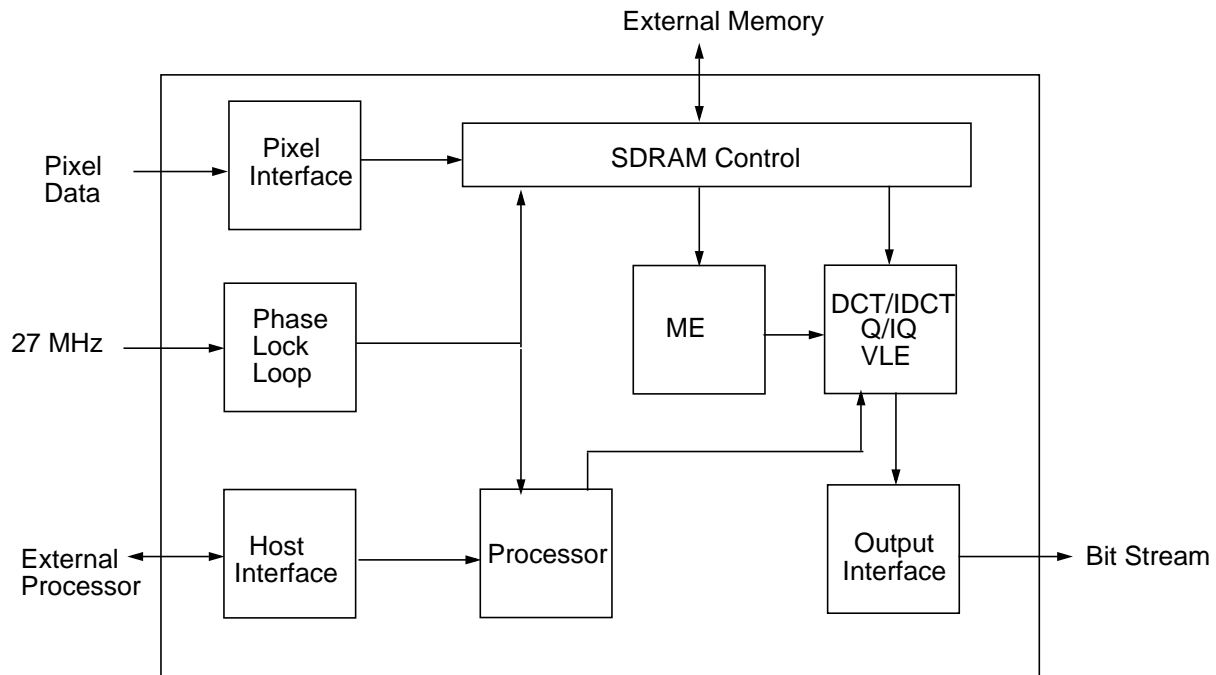 External Memory
Pixel
Interface
SDRAM Control
Pixel
Data
DCT/IDCT
Q/IQ
VLE
ME
Phase
Lock
Loop
27 MHz
External
Processor
Host
Interface
Processor
Output
Interface
Bit Stream